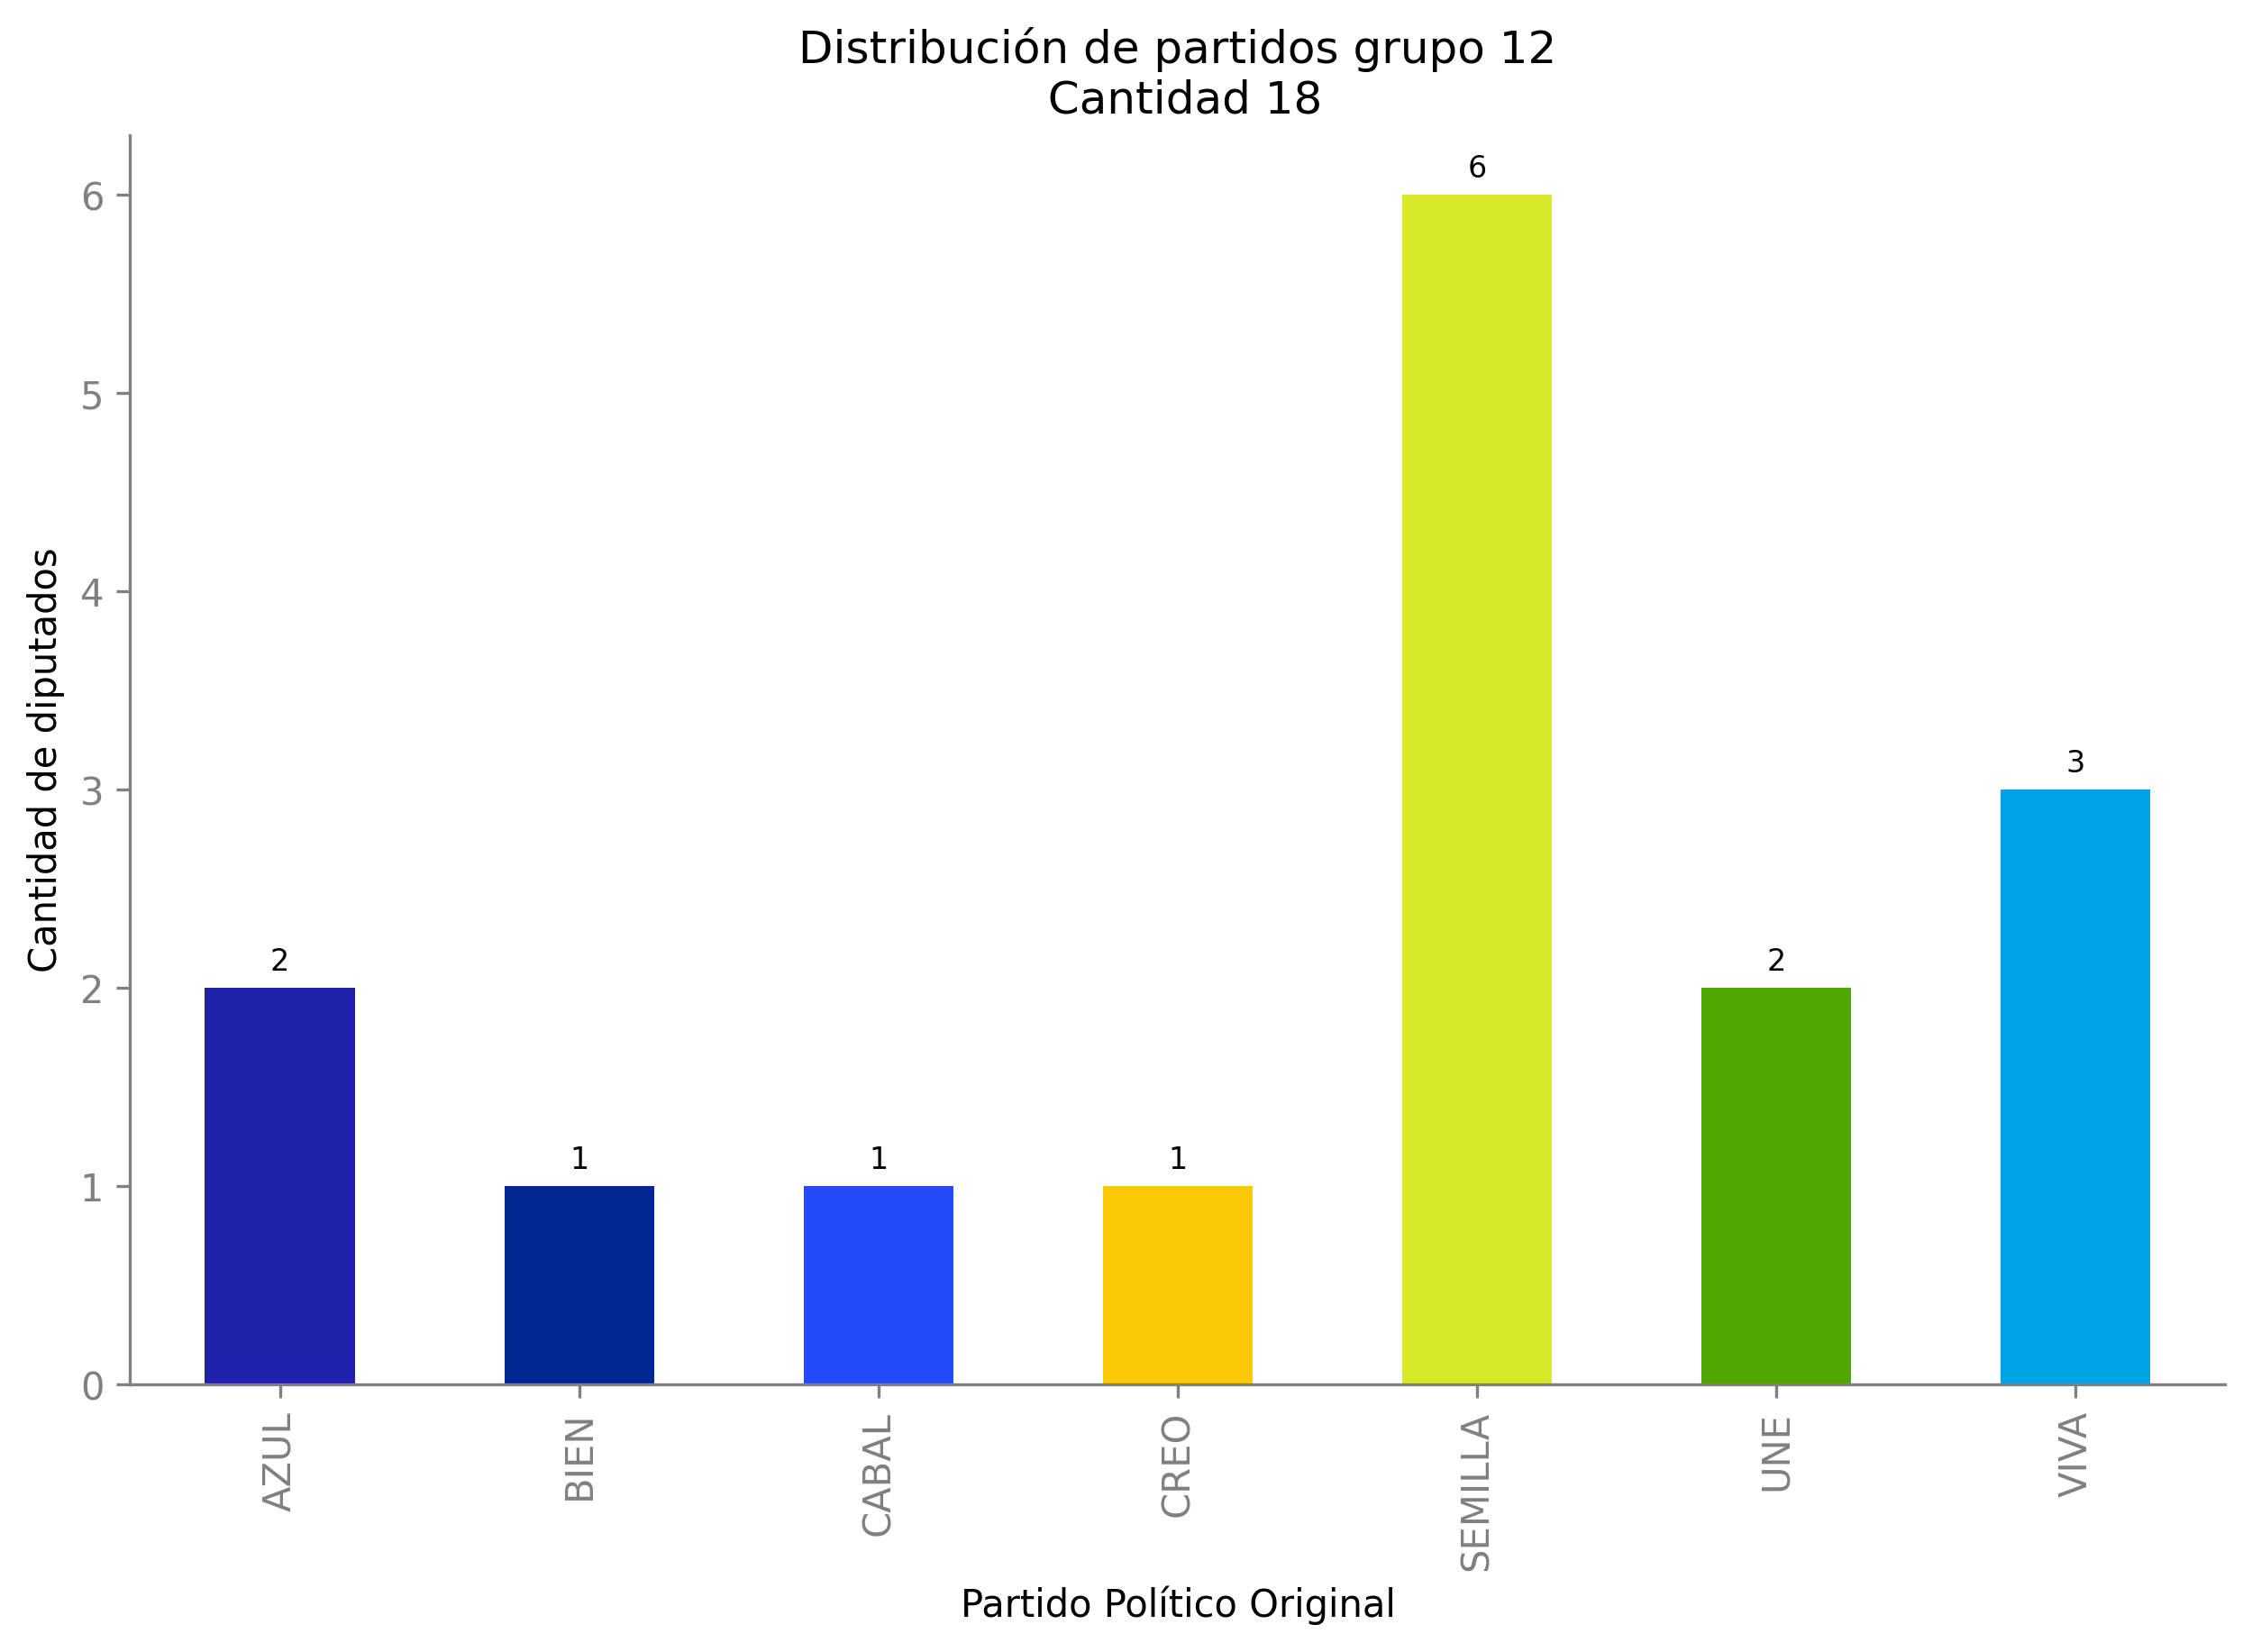 Distribución de partidos grupo 12
Cantidad 18
Cantidad de diputados
6
5
4
3
2
1
0
2
1
1
1
6
2
3
AZUL
BIEN
CABAL
CREO
SEMILLA
UNE
VIVA
Partido Político Original